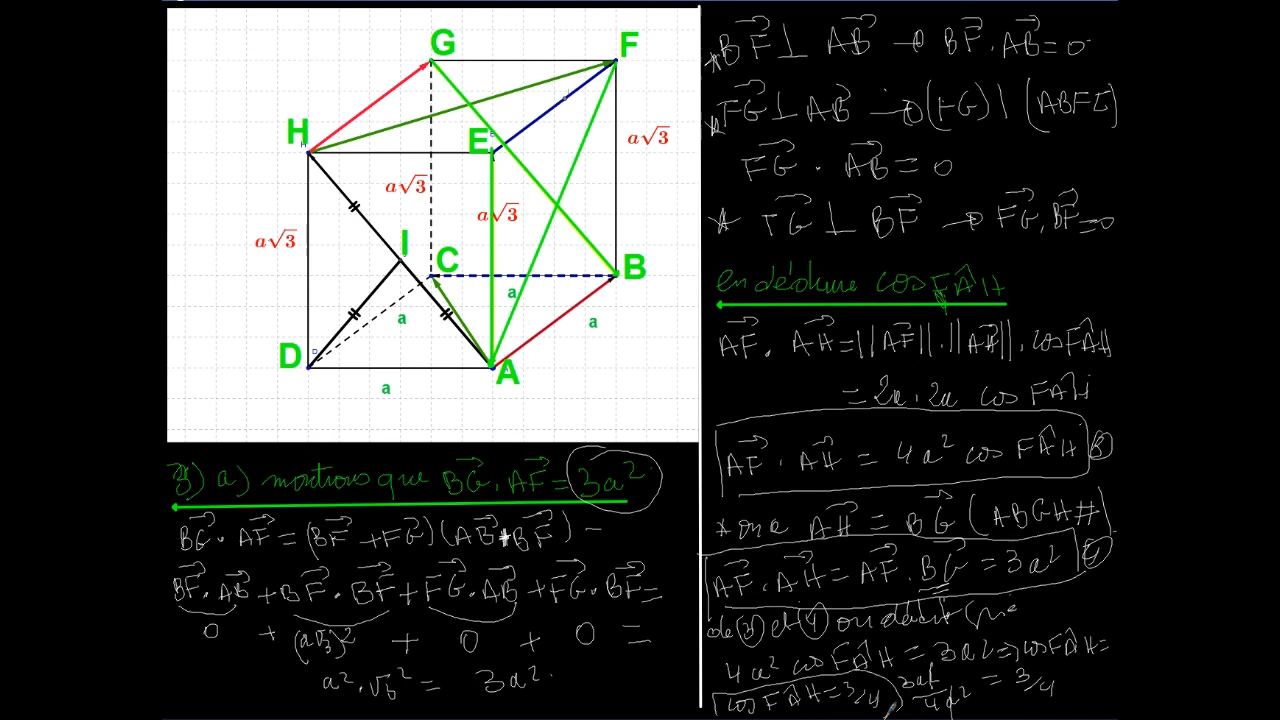 G
F
H
E
a√3
a√3
a√3
a√3
I
C
B
a
a
a
D
A
a
3) a) montrons que BG⃗ . AF⃗ = 3a²
BG⃗ . AF⃗ = (BF⃗ + FG⃗)(AB⃗ + BF⃗) =
BF⃗ . AB⃗ + BF⃗ . BF⃗ + FG⃗ . AB⃗ + FG⃗ . BF⃗ =
0 + (a√3)² + 0 + 0 =
a² . √3² = 3a².
* BF⃗ ⊥ AB⃗ → BF⃗ . AB⃗ = 0
* FG⃗ ⊥ AB⃗ → (FG) ⊥ (ABFE)
FG⃗ . AB⃗ = 0
* FG⃗ ⊥ BF⃗ → FG⃗ . BF⃗ = 0
en déduire cos FÂH
AF⃗ . AH⃗ = ||AF⃗|| . ||AH⃗|| . cos FÂH
= 2a . 2a cos FÂH
AF⃗ . AH⃗ = 4a² cos FÂH (3)
* on a AH⃗ = BG⃗ (ABGH #)
AF⃗ . AH⃗ = AF⃗ . BG⃗ = 3a² (4)
de (3) et (4) on déduit que
4a² cos FÂH = 3a² ⇒ cos FÂH =
cos FÂH = 3/4 3a²/4a² = 3/4